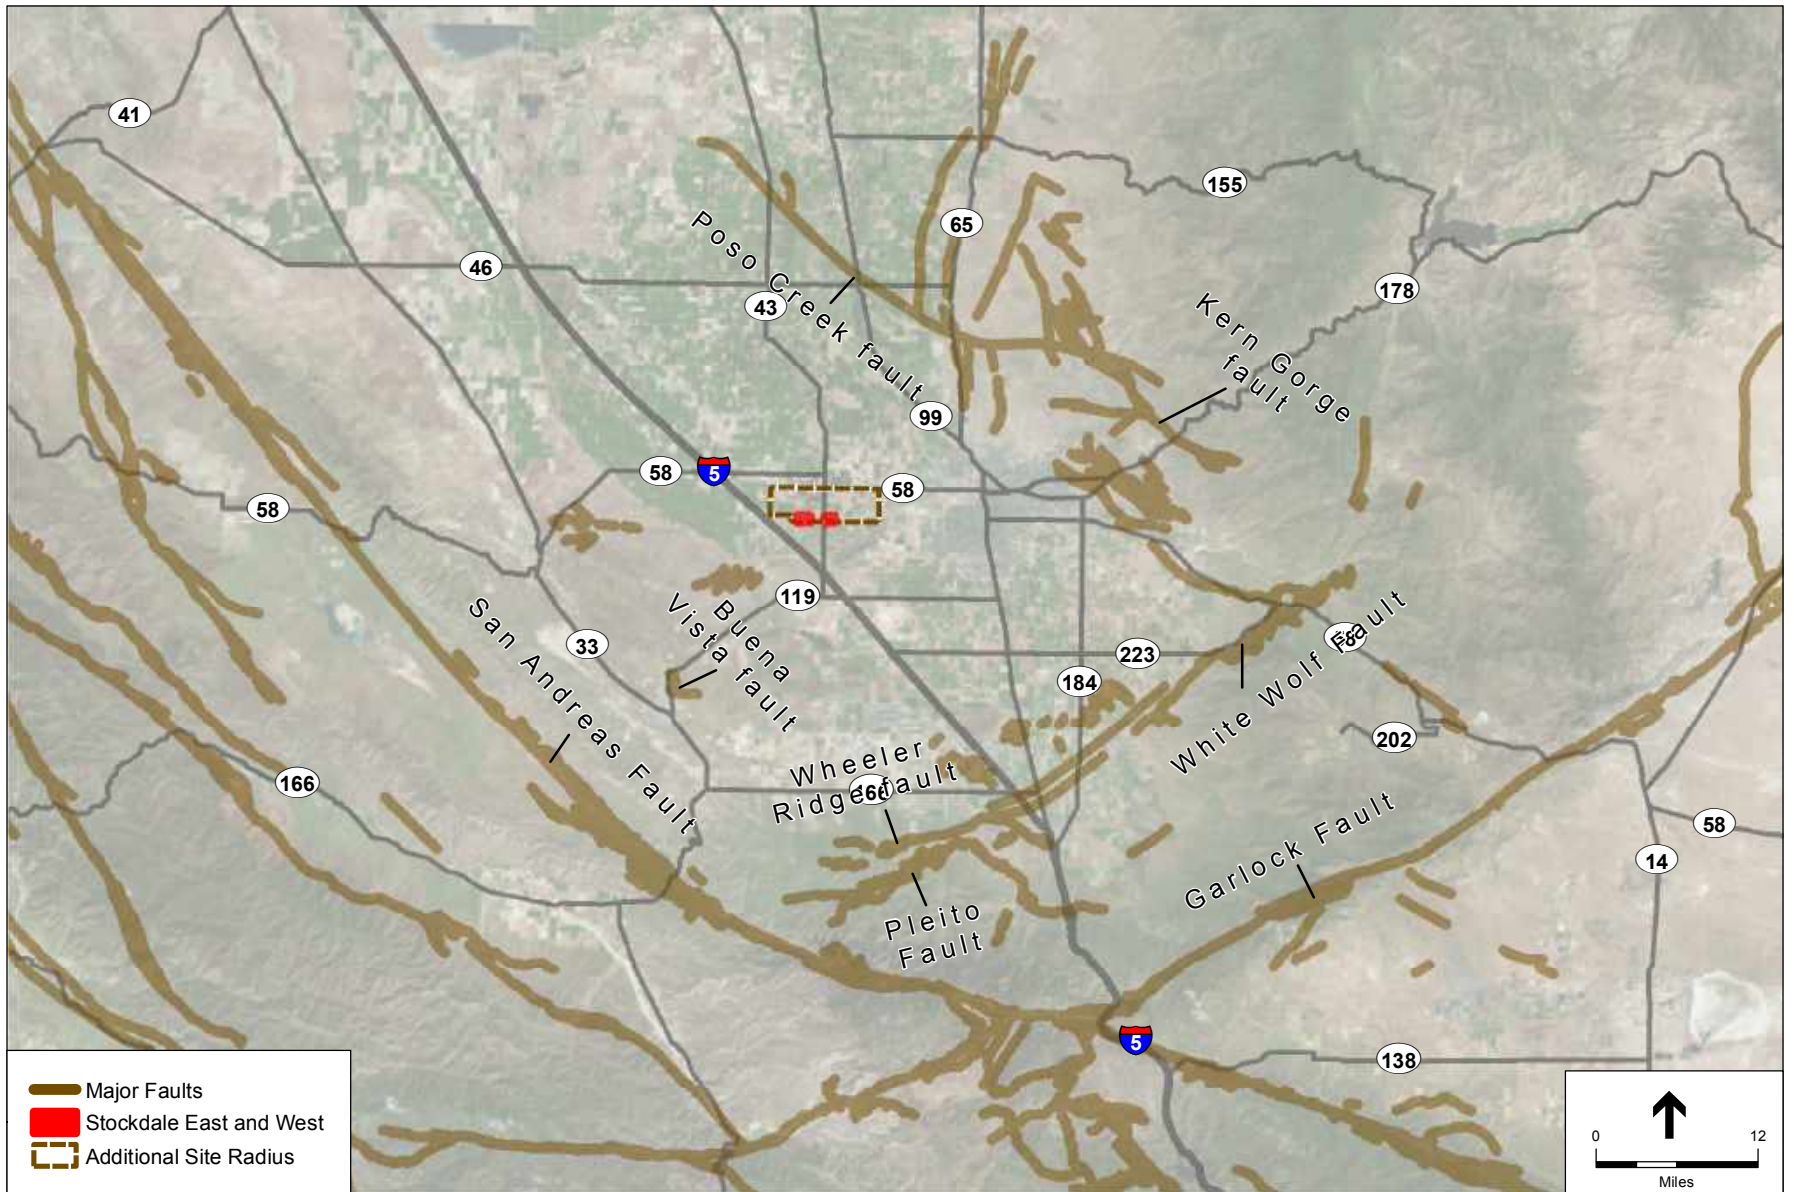 41
155
65
Poso Creek fault
46
43
178
Kern Gorge
fault
99
58
5
58
58
119
Buena
Vista fault
San Andreas Fault
33
223
58
White Wolf Fault
184
202
Wheeler
Ridge fault
166
166
58
14
Garlock Fault
Pleito
Fault
5
138
Major Faults
Stockdale East and West
Additional Site Radius
0 12
Miles